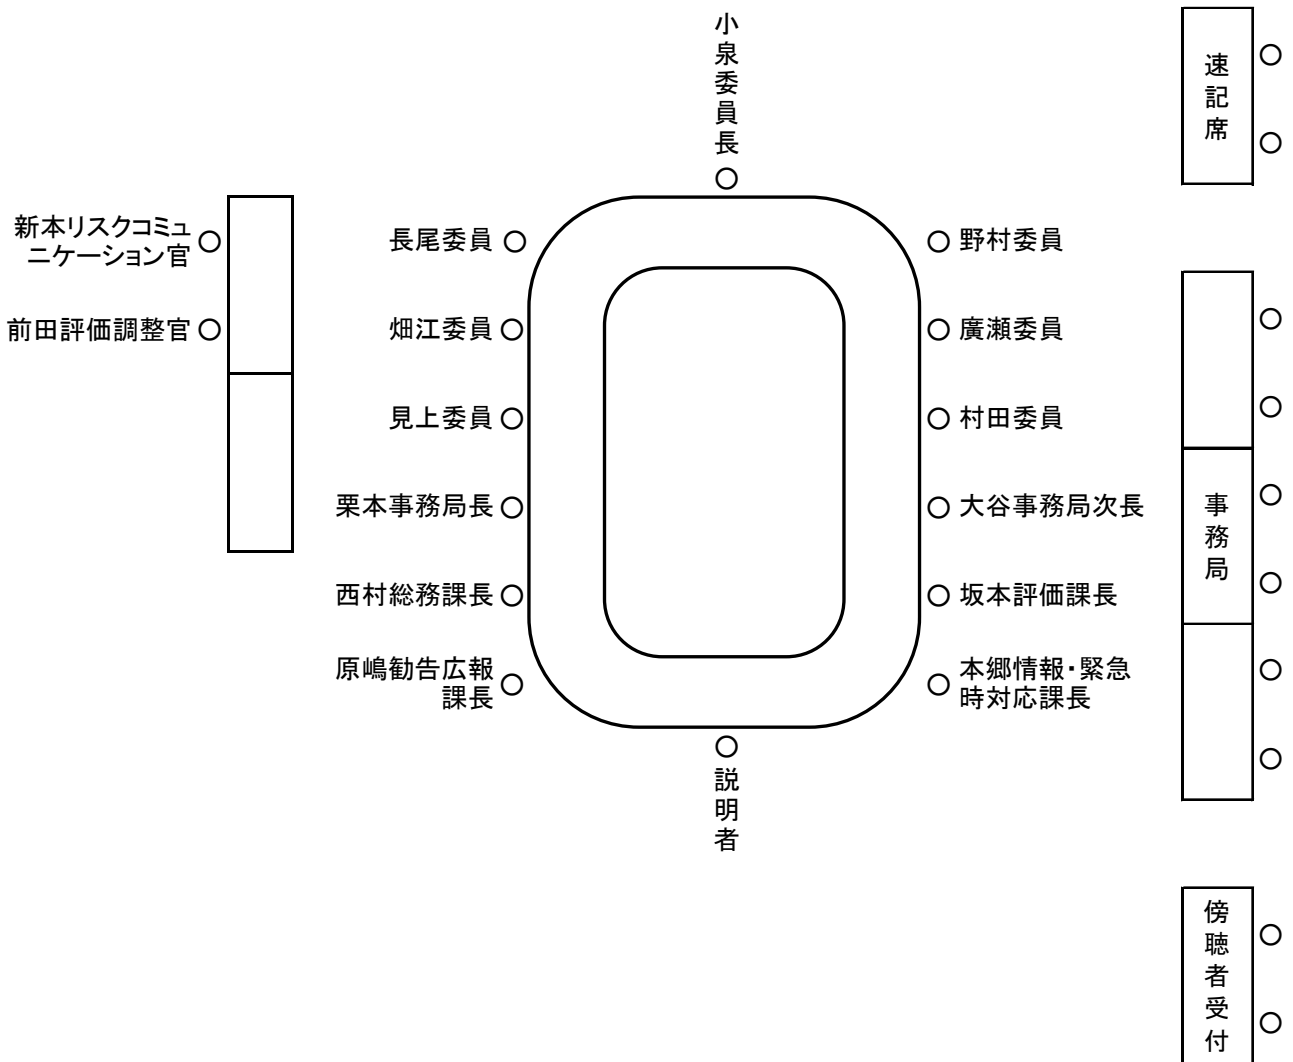 小泉委員長
速記席
新本リスクコミュ
ニケーション官
長尾委員
野村委員
前田評価調整官
畑江委員
廣瀬委員
見上委員
村田委員
栗本事務局長
大谷事務局次長
事務局
西村総務課長
坂本評価課長
原嶋勧告広報
課長
本郷情報・緊急
時対応課長
説明者
傍聴者受付